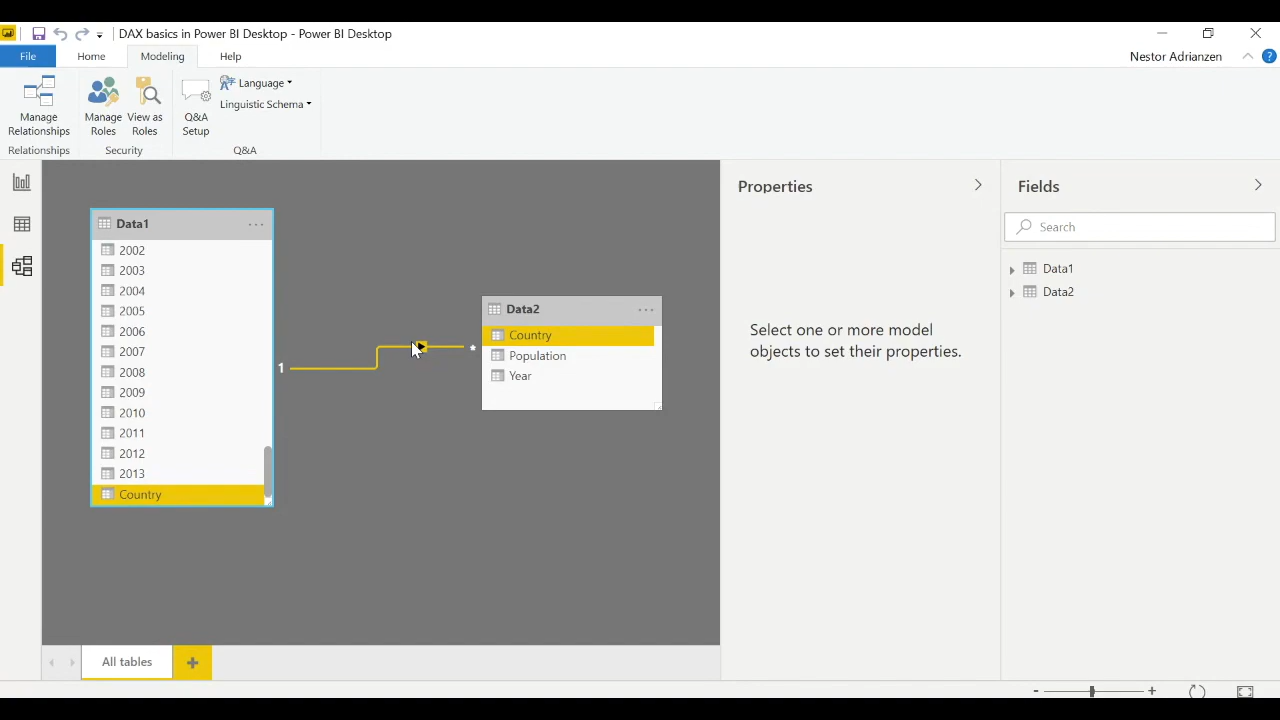 DAX basics in Power BI Desktop - Power BI Desktop
File Home Modeling Help
Nestor Adrianzen
?
Manage Relationships
Manage Roles
View as Roles
Q&A Setup
Language
Linguistic Schema
Relationships
Security
Q&A
Data1
2002
2003
2004
2005
2006
2007
2008
2009
2010
2011
2012
2013
Country
1
*
Data2
Country
Population
Year
Properties
Select one or more model
objects to set their properties.
Fields
Search
Data1
Data2
All tables
+
- +